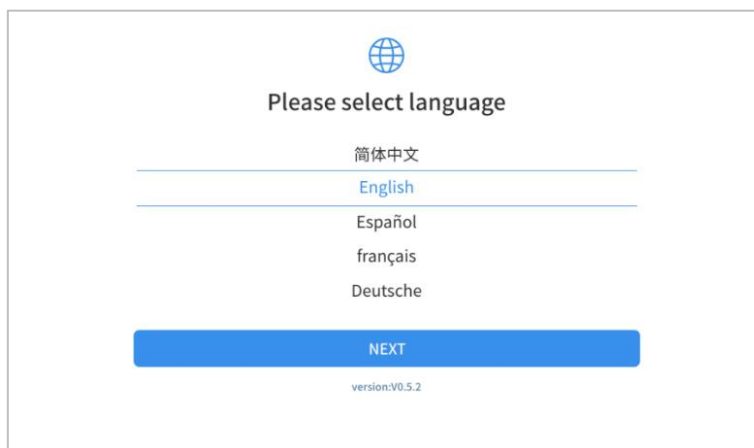 Please select language
简体中文
English
Español
français
Deutsche
NEXT
version:V0.5.2